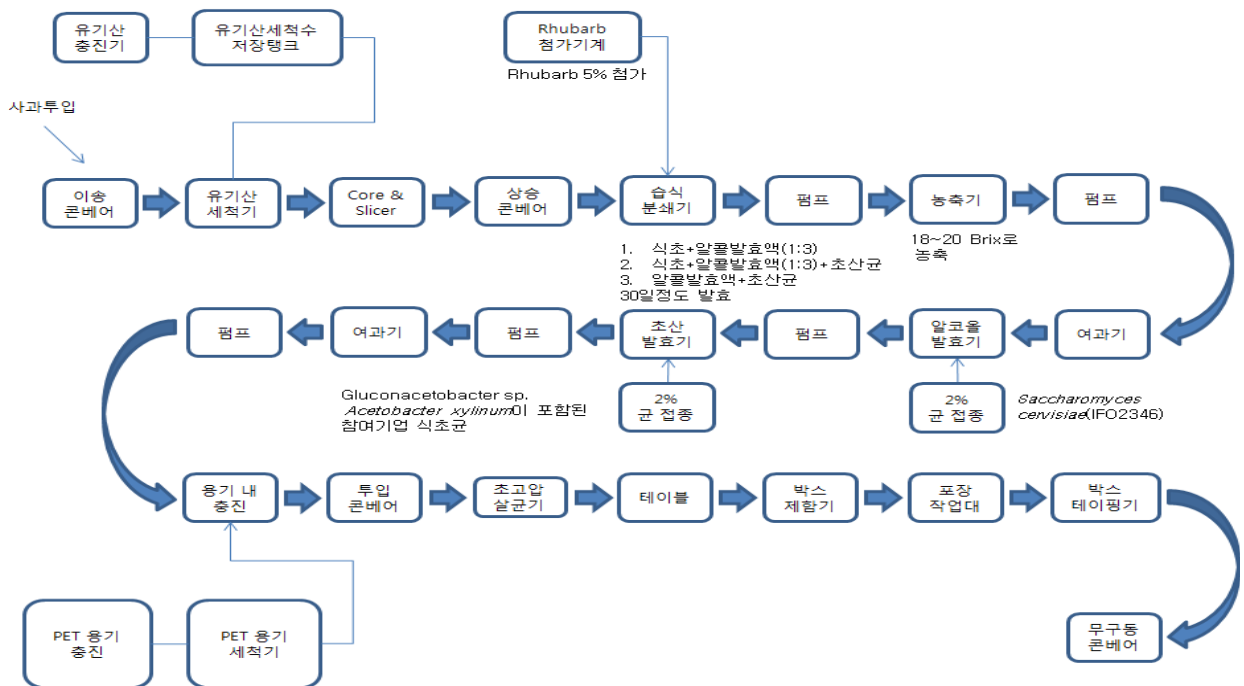 유기산
충진기
유기산세척수
저장탱크
Rhubarb
첨가기계
Rhubarb 5% 첨가
사과투입
이송
콘베어
유기산
세척기
Core &
Slicer
상승
콘베어
습식
분쇄기
펌프
농축기
펌프
18~20 Brix로
농축
1. 식초+알콜발효액(1:3)
2. 식초+알콜발효액(1:3)+초산균
3. 알콜발효액+초산균
30일정도 발효
펌프
여과기
펌프
초산
발효기
펌프
알코올
발효기
여과기
Gluconacetobacter sp.
Acetobacter xylinum이 포함된
참여기업 식초균
2%
균 접종
2%
균 접종
Saccharomyces
cervisiae(IFO2346)
용기 내
충진
투입
콘베어
초고압
살균기
테이블
박스
제함기
포장
작업대
박스
테이핑기
PET 용기
충진
PET 용기
세척기
무구동
콘베어